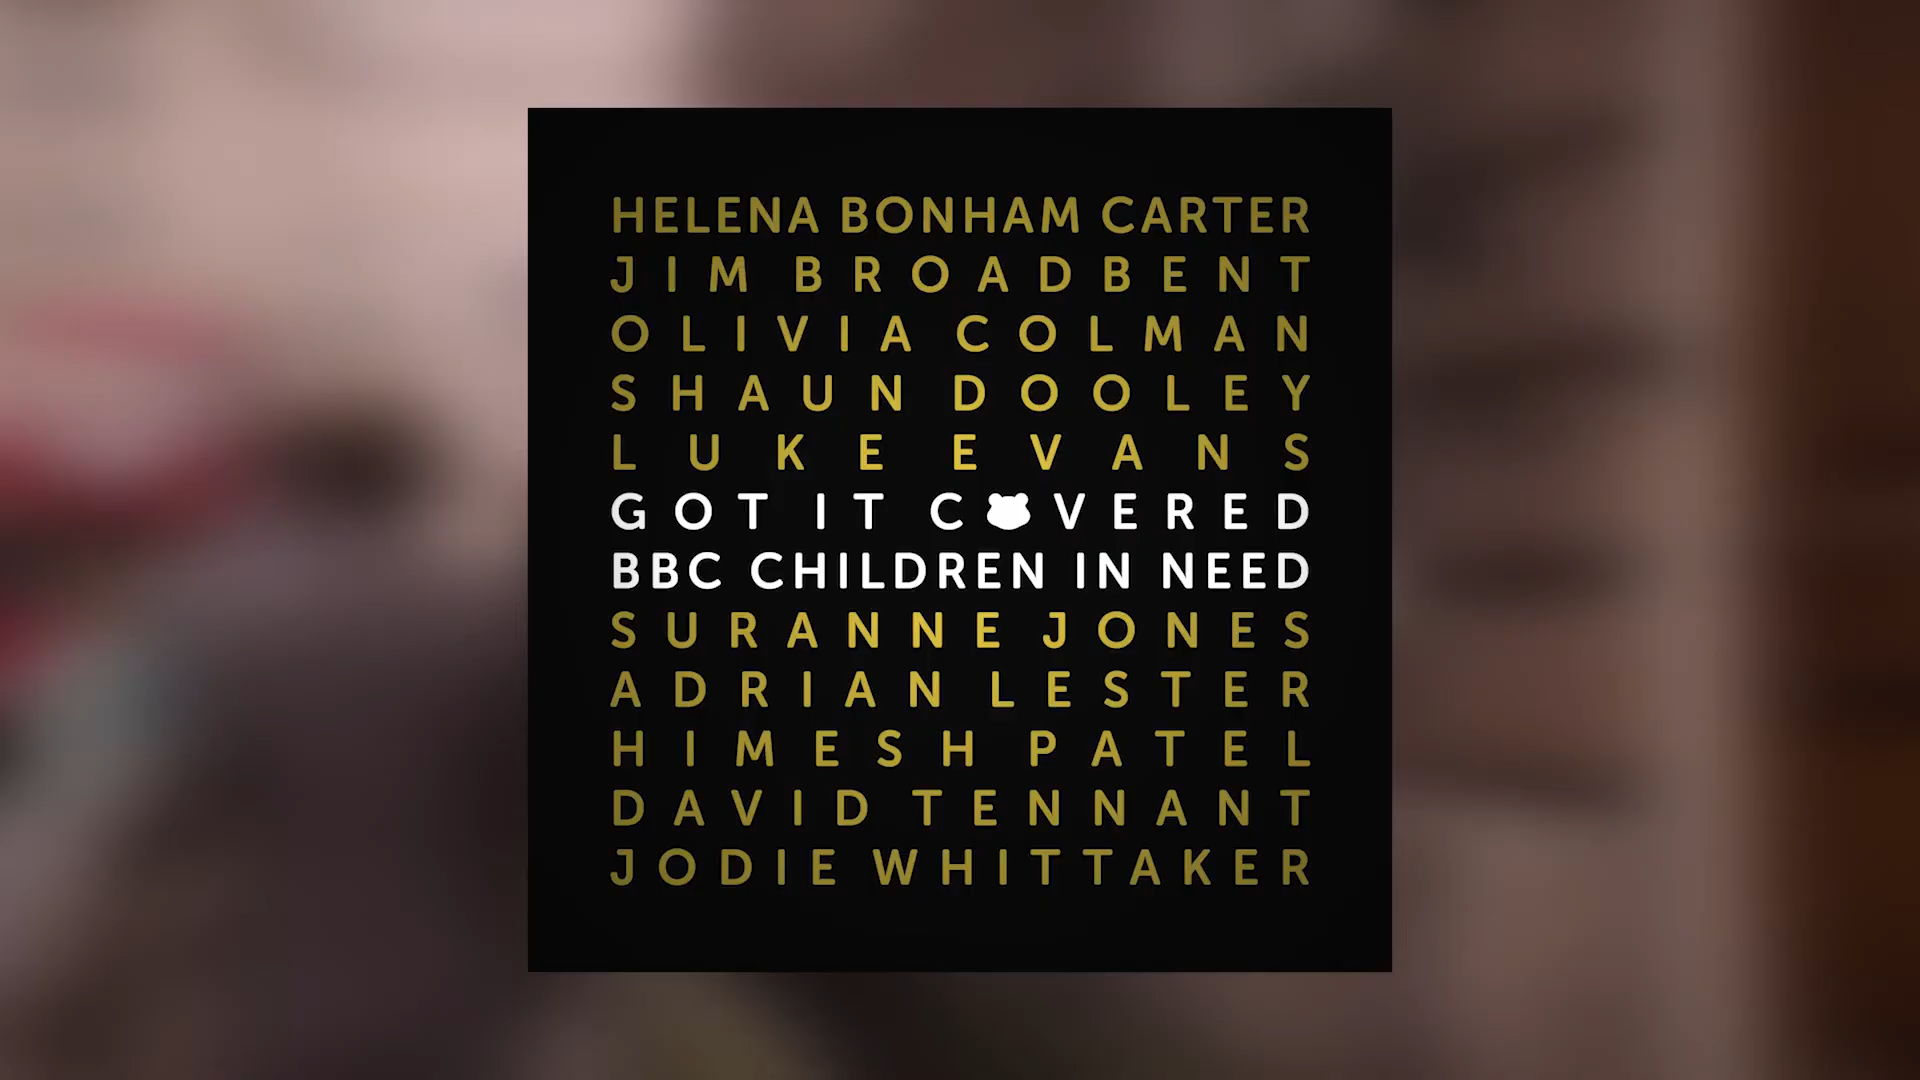 HELENA BONHAM CARTER
JIM BROADBENT
OLIVIA COLMAN
SHAUN DOOLEY
LUKE EVANS
GOT IT COVERED
BBC CHILDREN IN NEED
SURANNE JONES
ADRIAN LESTER
HIMESH PATEL
DAVID TENNANT
JODIE WHITTAKER